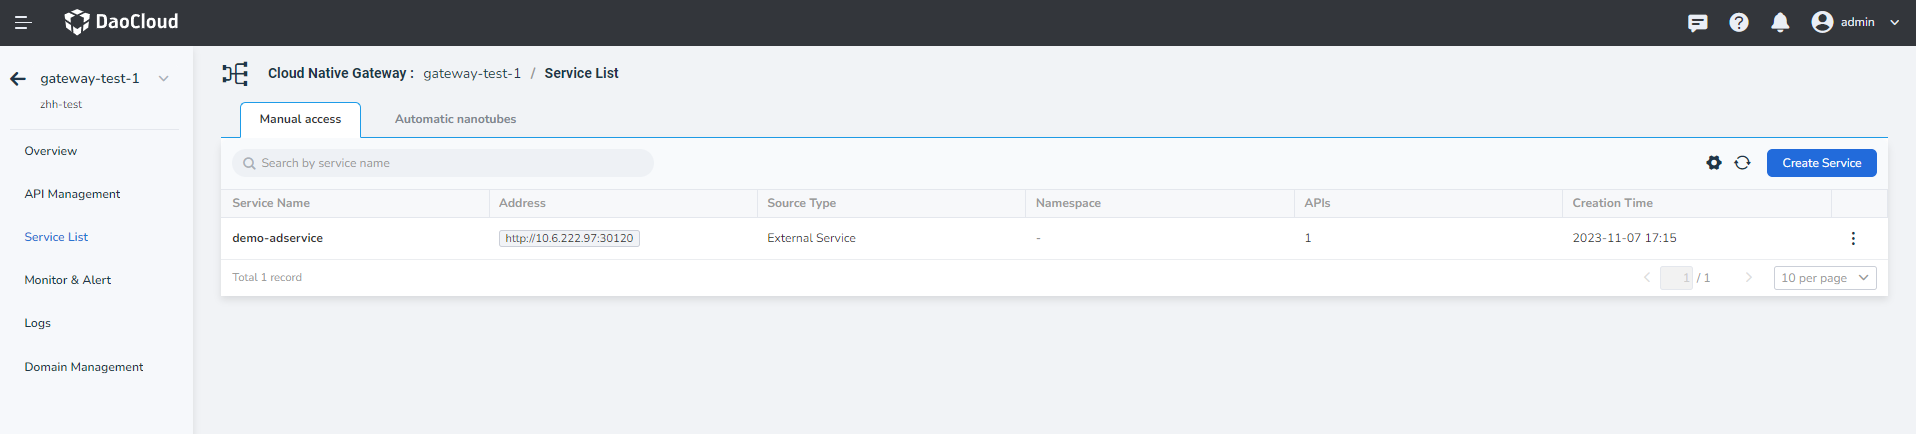 DaoCloud
admin
gateway-test-1
zhh-test
Overview
API Management
Service List
Monitor & Alert
Logs
Domain Management
Cloud Native Gateway : gateway-test-1 / Service List
Manual access Automatic nanotubes
Search by service name
Create Service
Service Name Address Source Type Namespace APIs Creation Time
demo-adservice http://10.6.222.97:30120 External Service - 1 2023-11-07 17:15
Total 1 record
1 / 1
10 per page